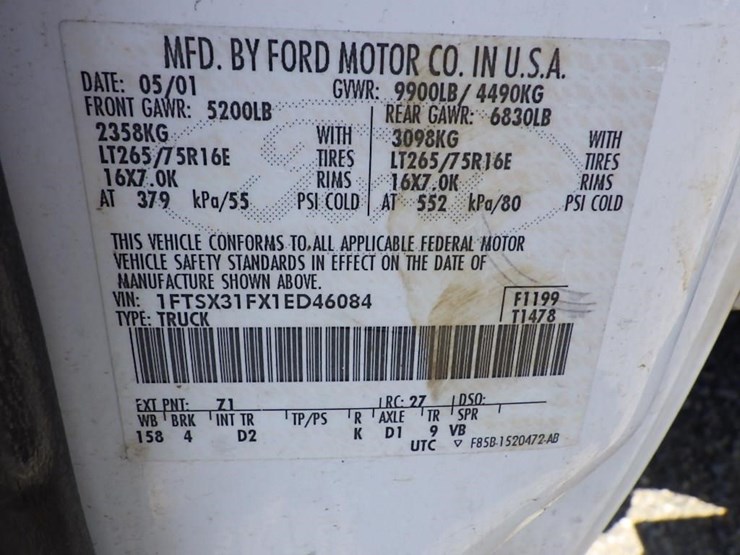 MFD. BY FORD MOTOR CO. IN U.S.A.
DATE: 05/01 GVWR: 9900LB/ 4490KG
FRONT GAWR: 5200LB REAR GAWR: 6830LB
2358KG WITH 3098KG WITH
LT265/75R16E TIRES LT265/75R16E TIRES
16X7.0K RIMS 16X7.0K RIMS
AT 379 kPa/55 PSI COLD AT 552 kPa/80 PSI COLD
THIS VEHICLE CONFORMS TO ALL APPLICABLE FEDERAL MOTOR
VEHICLE SAFETY STANDARDS IN EFFECT ON THE DATE OF
MANUFACTURE SHOWN ABOVE.
VIN: 1FTSX31FX1ED46084 F1199
TYPE: TRUCK T1478
EXT PNT: Z1 RC: 27 DSO:
WB BRK INT TR TP/PS R AXLE TR SPR
158 4 D2 K D1 9 VB
UTC ▽ F85B-1520472-AB